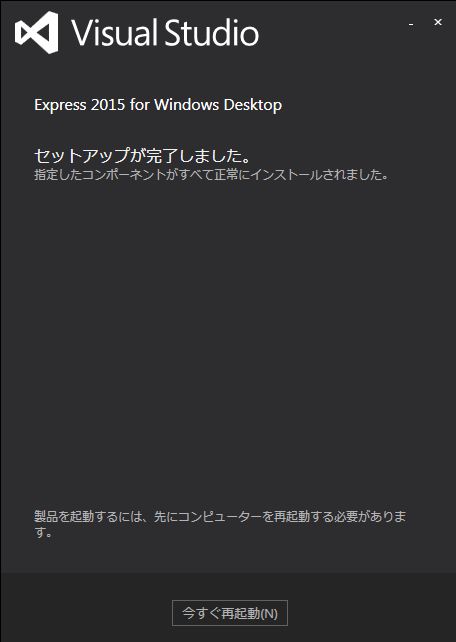 Visual Studio
Express 2015 for Windows Desktop
セットアップが完了しました。
指定したコンポーネントがすべて正常にインストールされました。
製品を起動するには、先にコンピューターを再起動する必要がありま
す。
今すぐ再起動(N)